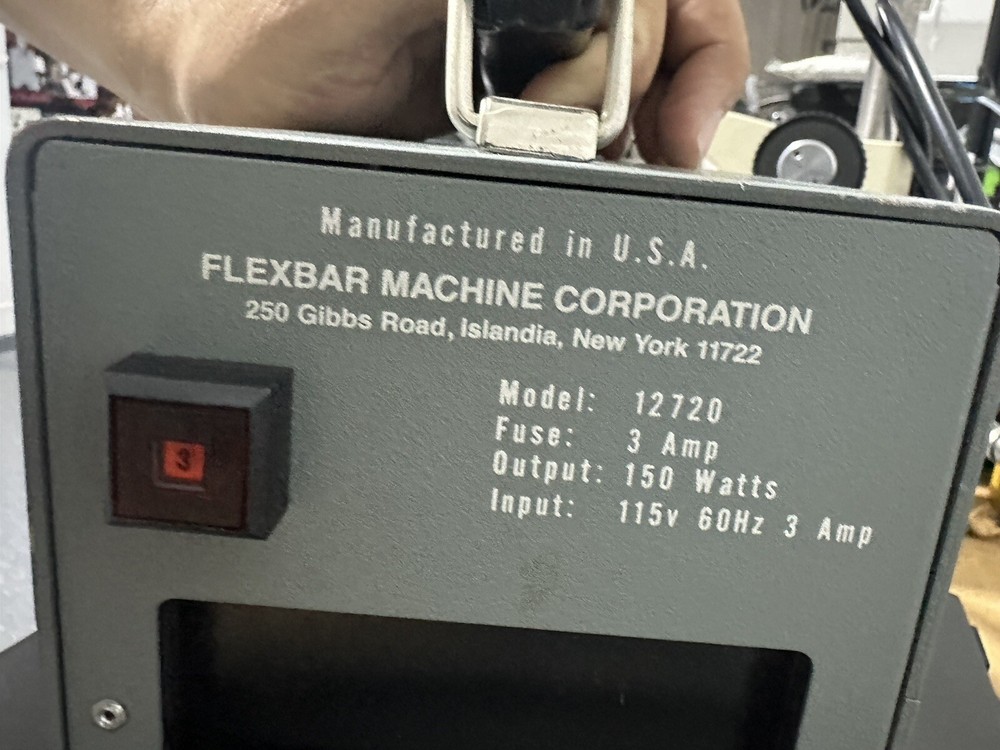 Manufactured in U.S.A.
FLEXBAR MACHINE CORPORATION
250 Gibbs Road, Islandia, New York 11722
Model: 12720
Fuse: 3 Amp
Output: 150 Watts
Input: 115v 60Hz 3 Amp
3